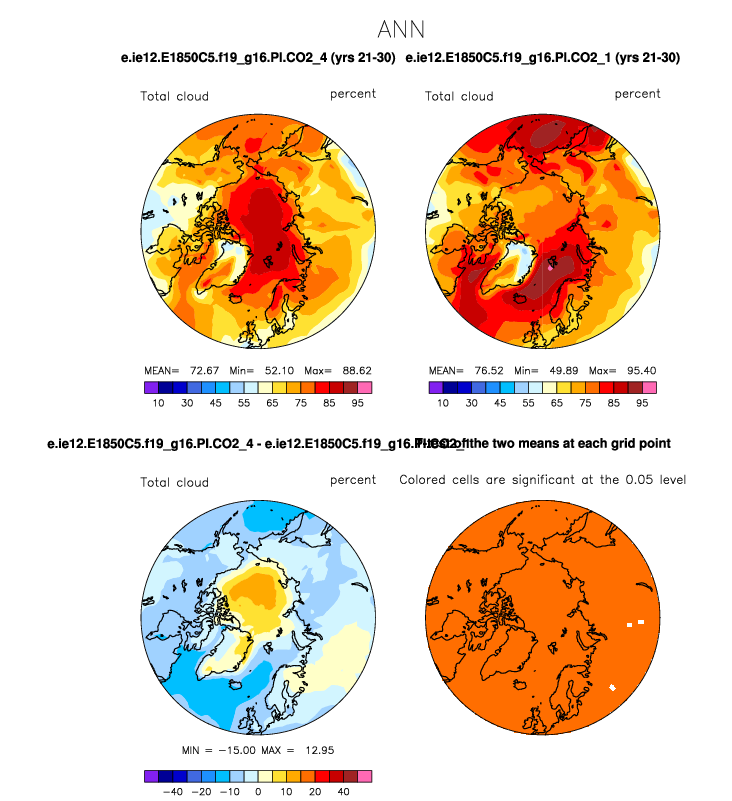 ANN
e.ie12.E1850C5.f19_g16.PI.CO2_4 (yrs 21-30) e.ie12.E1850C5.f19_g16.PI.CO2_1 (yrs 21-30)
Total cloud percent Total cloud percent
MEAN= 72.67 Min= 52.10 Max= 88.62 MEAN= 76.52 Min= 49.89 Max= 95.40
10 30 45 55 65 75 85 95 10 30 45 55 65 75 85 95
e.ie12.E1850C5.f19_g16.PI.CO2_4 - e.ie12.E1850C5.f19_g16.PI.CO2_ of the two means at each grid point
Total cloud percent Colored cells are significant at the 0.05 level
MIN = -15.00 MAX = 12.95
-40 -20 -10 0 10 20 40